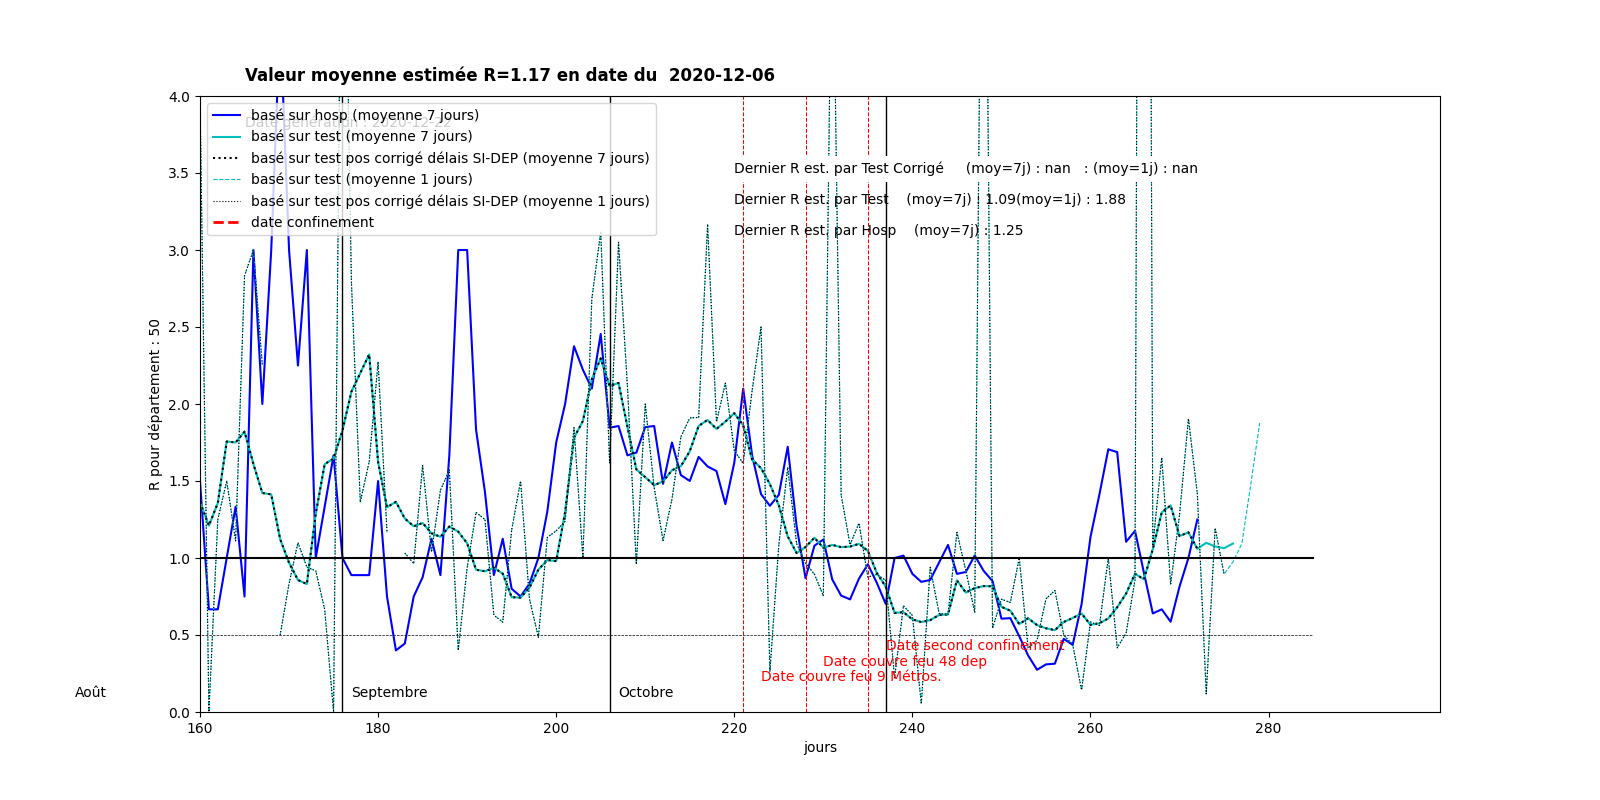 Valeur moyenne estimée R=1.17 en date du  2020-12-06
Date génération : 2020-12-22
basé sur hosp (moyenne 7 jours)
basé sur test (moyenne 7 jours)
basé sur test pos corrigé délais SI-DEP (moyenne 7 jours)
basé sur test (moyenne 1 jours)
basé sur test pos corrigé délais SI-DEP (moyenne 1 jours)
date confinement
Dernier R est. par Test Corrigé     (moy=7j) : nan   : (moy=1j) : nan
Dernier R est. par Test    (moy=7j) : 1.09(moy=1j) : 1.88
Dernier R est. par Hosp    (moy=7j) : 1.25
R pour département : 50
4.0
3.5
3.0
2.5
2.0
1.5
1.0
0.5
0.0
Date second confinement
Date couvre feu 48 dep
Date couvre feu 9 Métros.
Août
Septembre
Octobre
160
180
200
220
240
260
280
jours